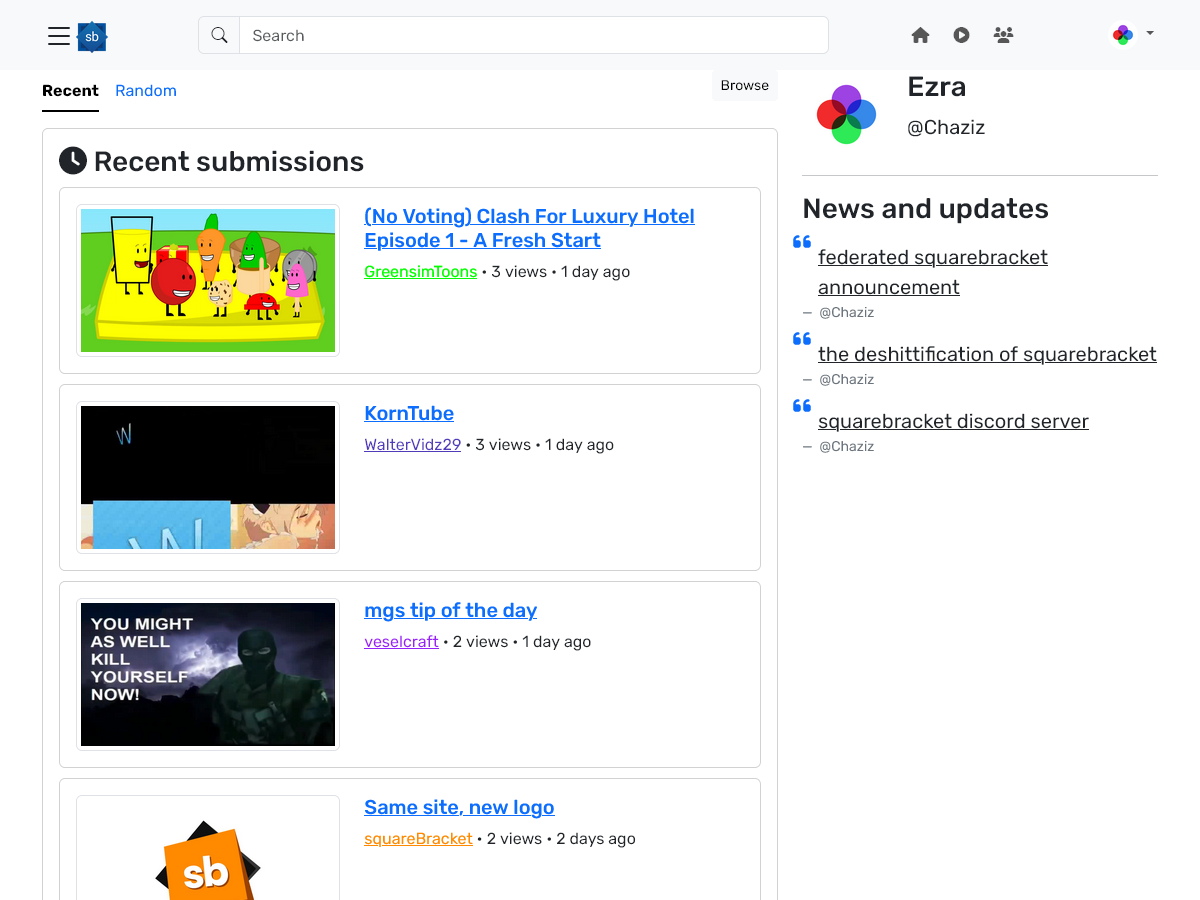 sb
Search
Recent
Random
Browse
Recent submissions
(No Voting) Clash For Luxury Hotel
Episode 1 - A Fresh Start
GreensimToons • 3 views • 1 day ago
W
W
KornTube
WalterVidz29 • 3 views • 1 day ago
YOU MIGHT
AS WELL
KILL
YOURSELF
NOW!
mgs tip of the day
veselcraft • 2 views • 1 day ago
sb
Same site, new logo
squareBracket • 2 views • 2 days ago
Ezra
@Chaziz
News and updates
federated squarebracket
announcement
— @Chaziz
the deshittification of squarebracket
— @Chaziz
squarebracket discord server
— @Chaziz